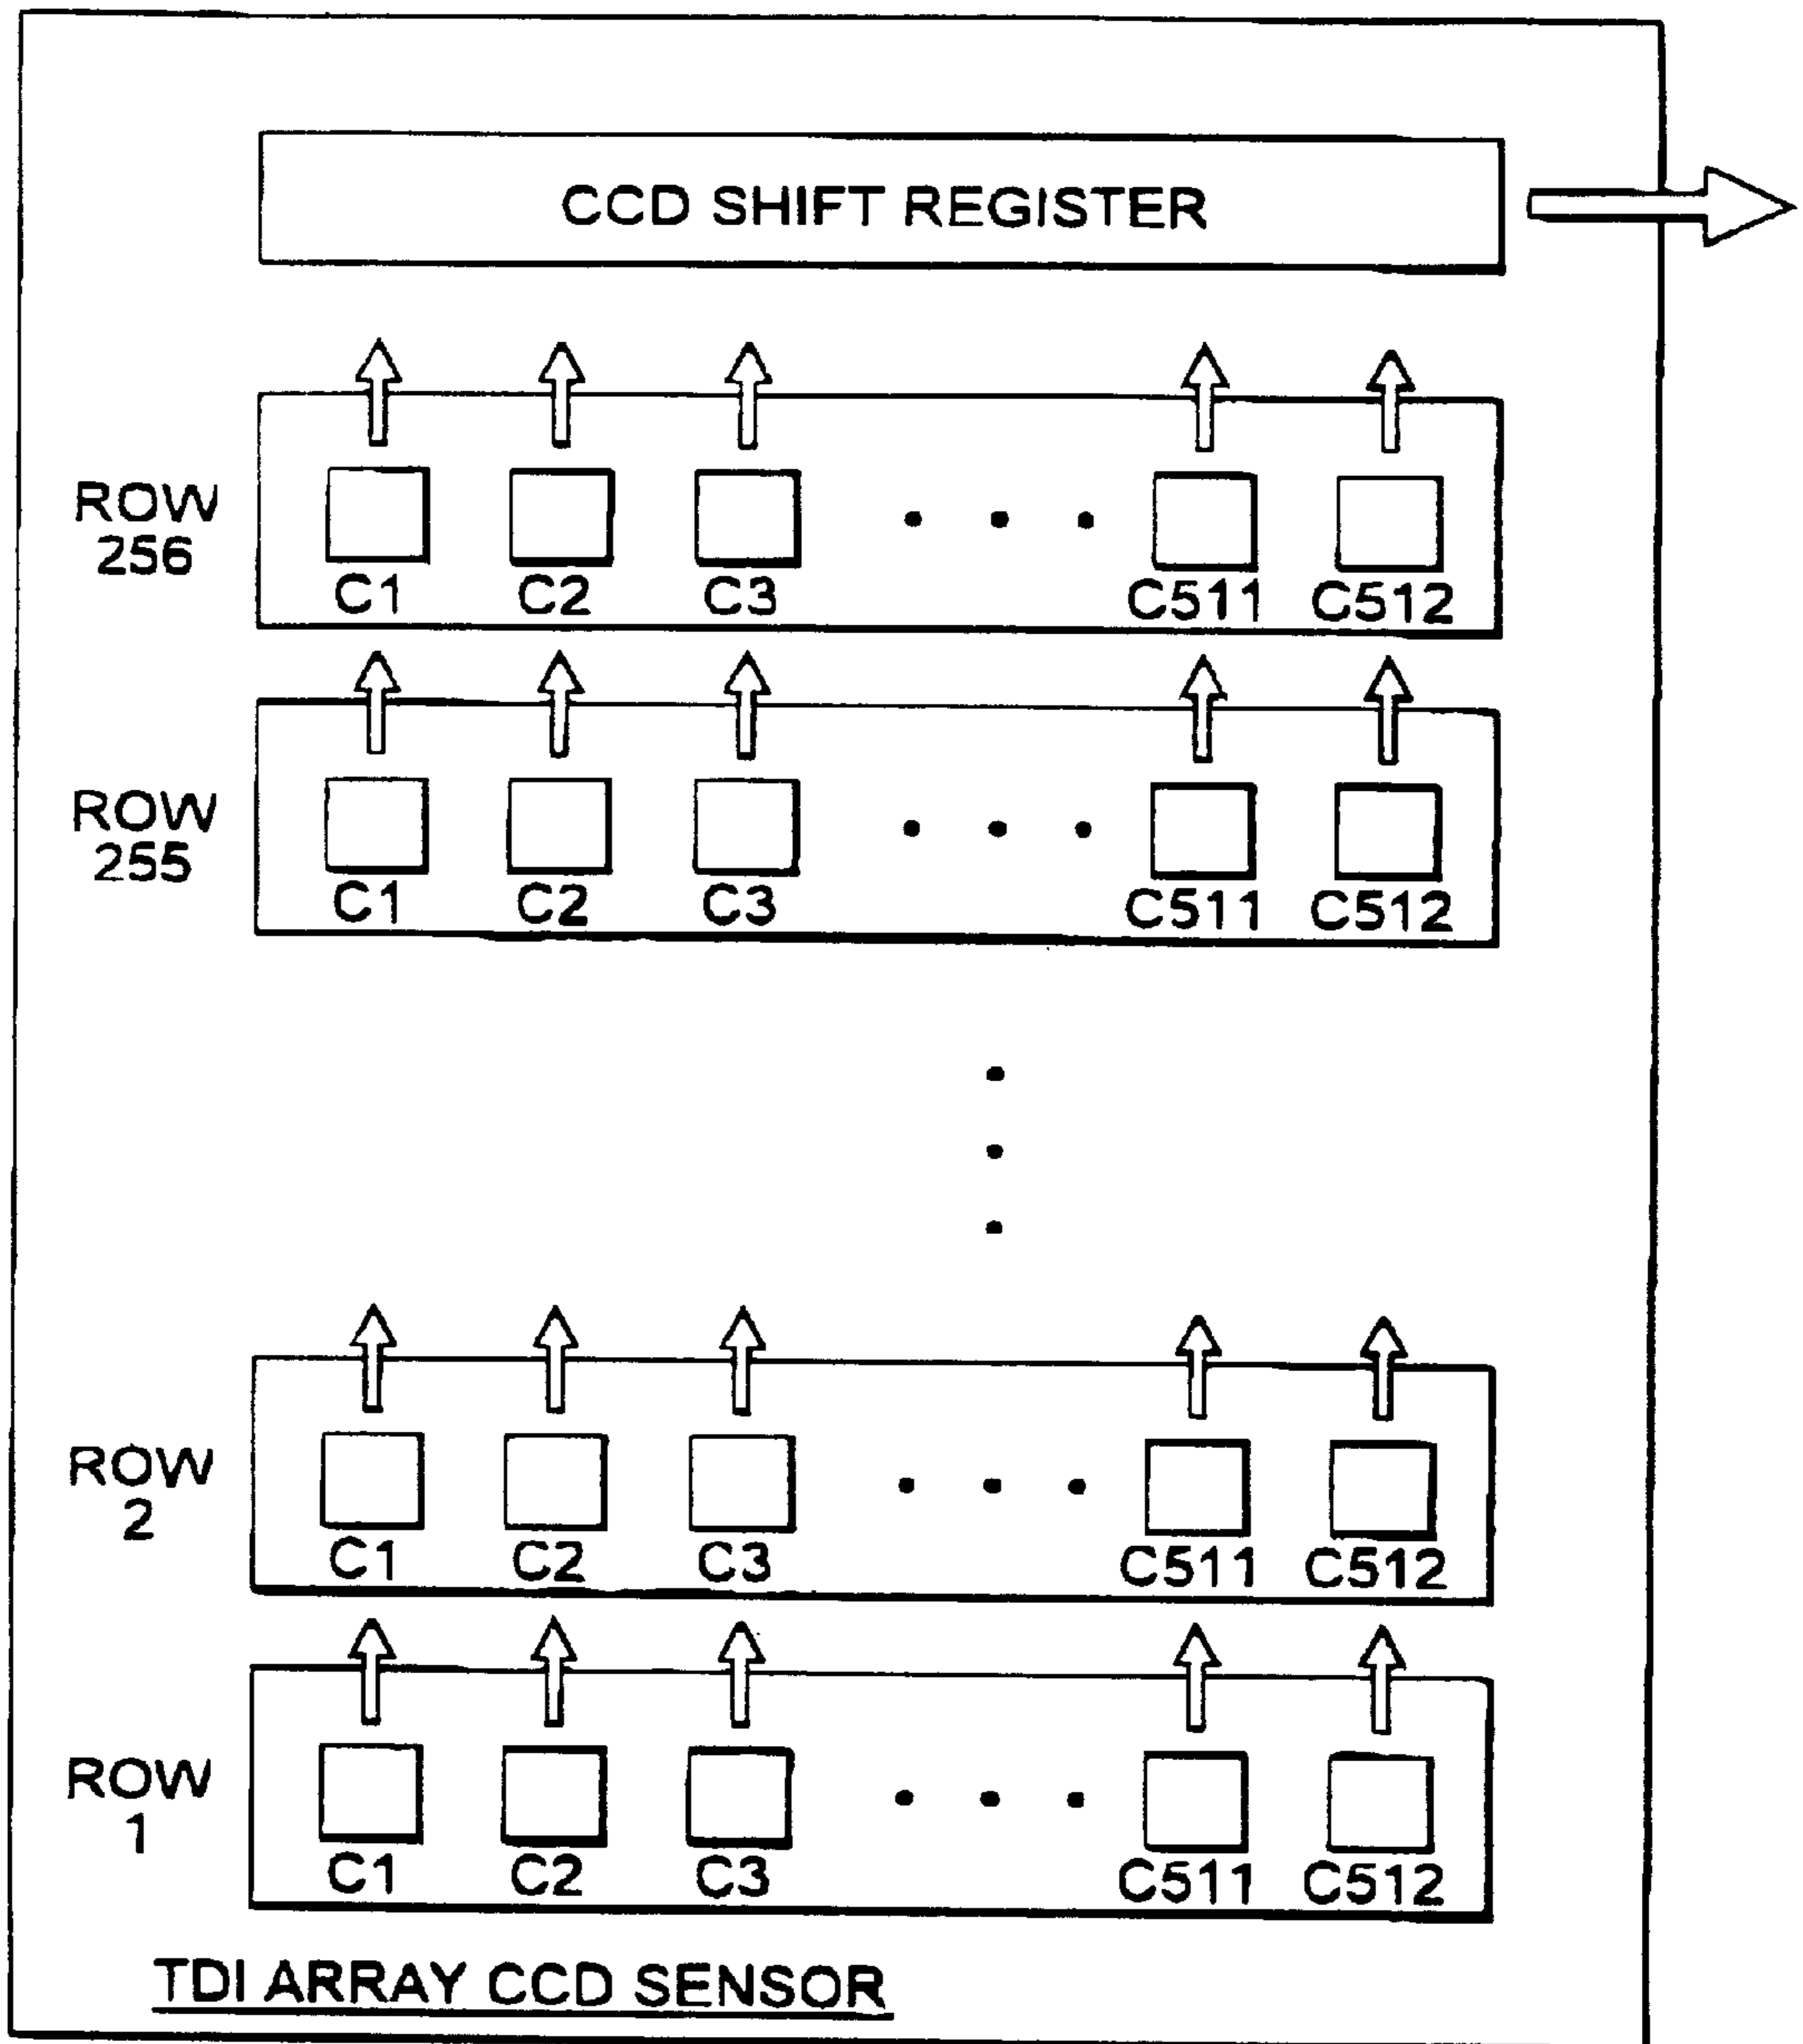 CCD SHIFT REGISTER
ROW
256
C1 C2 C3 . . . C511 C512
ROW
255
C1 C2 C3 . . . C511 C512
ROW
2
C1 C2 C3 . . . C511 C512
ROW
1
C1 C2 C3 . . . C511 C512
TDI ARRAY CCD SENSOR